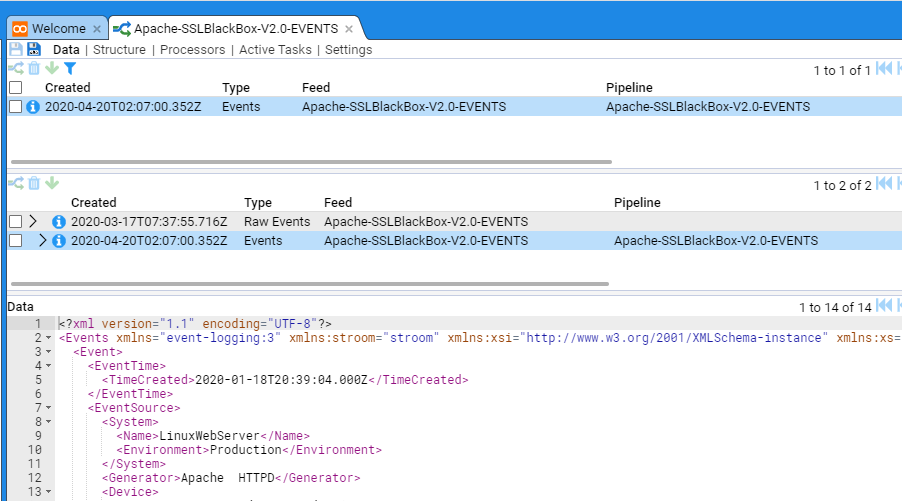 Welcome × Apache-SSLBlackBox-V2.0-EVENTS ×
Data | Structure | Processors | Active Tasks | Settings
1 to 1 of 1
Created Type Feed Pipeline
2020-04-20T02:07:00.352Z Events Apache-SSLBlackBox-V2.0-EVENTS Apache-SSLBlackBox-V2.0-EVENTS
1 to 2 of 2
Created Type Feed Pipeline
2020-03-17T07:37:55.716Z Raw Events Apache-SSLBlackBox-V2.0-EVENTS
2020-04-20T02:07:00.352Z Events Apache-SSLBlackBox-V2.0-EVENTS Apache-SSLBlackBox-V2.0-EVENTS
Data 1 to 14 of 14
1 <?xml version="1.1" encoding="UTF-8"?>
2 <Events xmlns="event-logging:3" xmlns:stroom="stroom" xmlns:xsi="http://www.w3.org/2001/XMLSchema-instance" xmlns:xs=
3 <Event>
4 <EventTime>
5 <TimeCreated>2020-01-18T20:39:04.000Z</TimeCreated>
6 </EventTime>
7 <EventSource>
8 <System>
9 <Name>LinuxWebServer</Name>
10 <Environment>Production</Environment>
11 </System>
12 <Generator>Apache  HTTPD</Generator>
13 <Device>